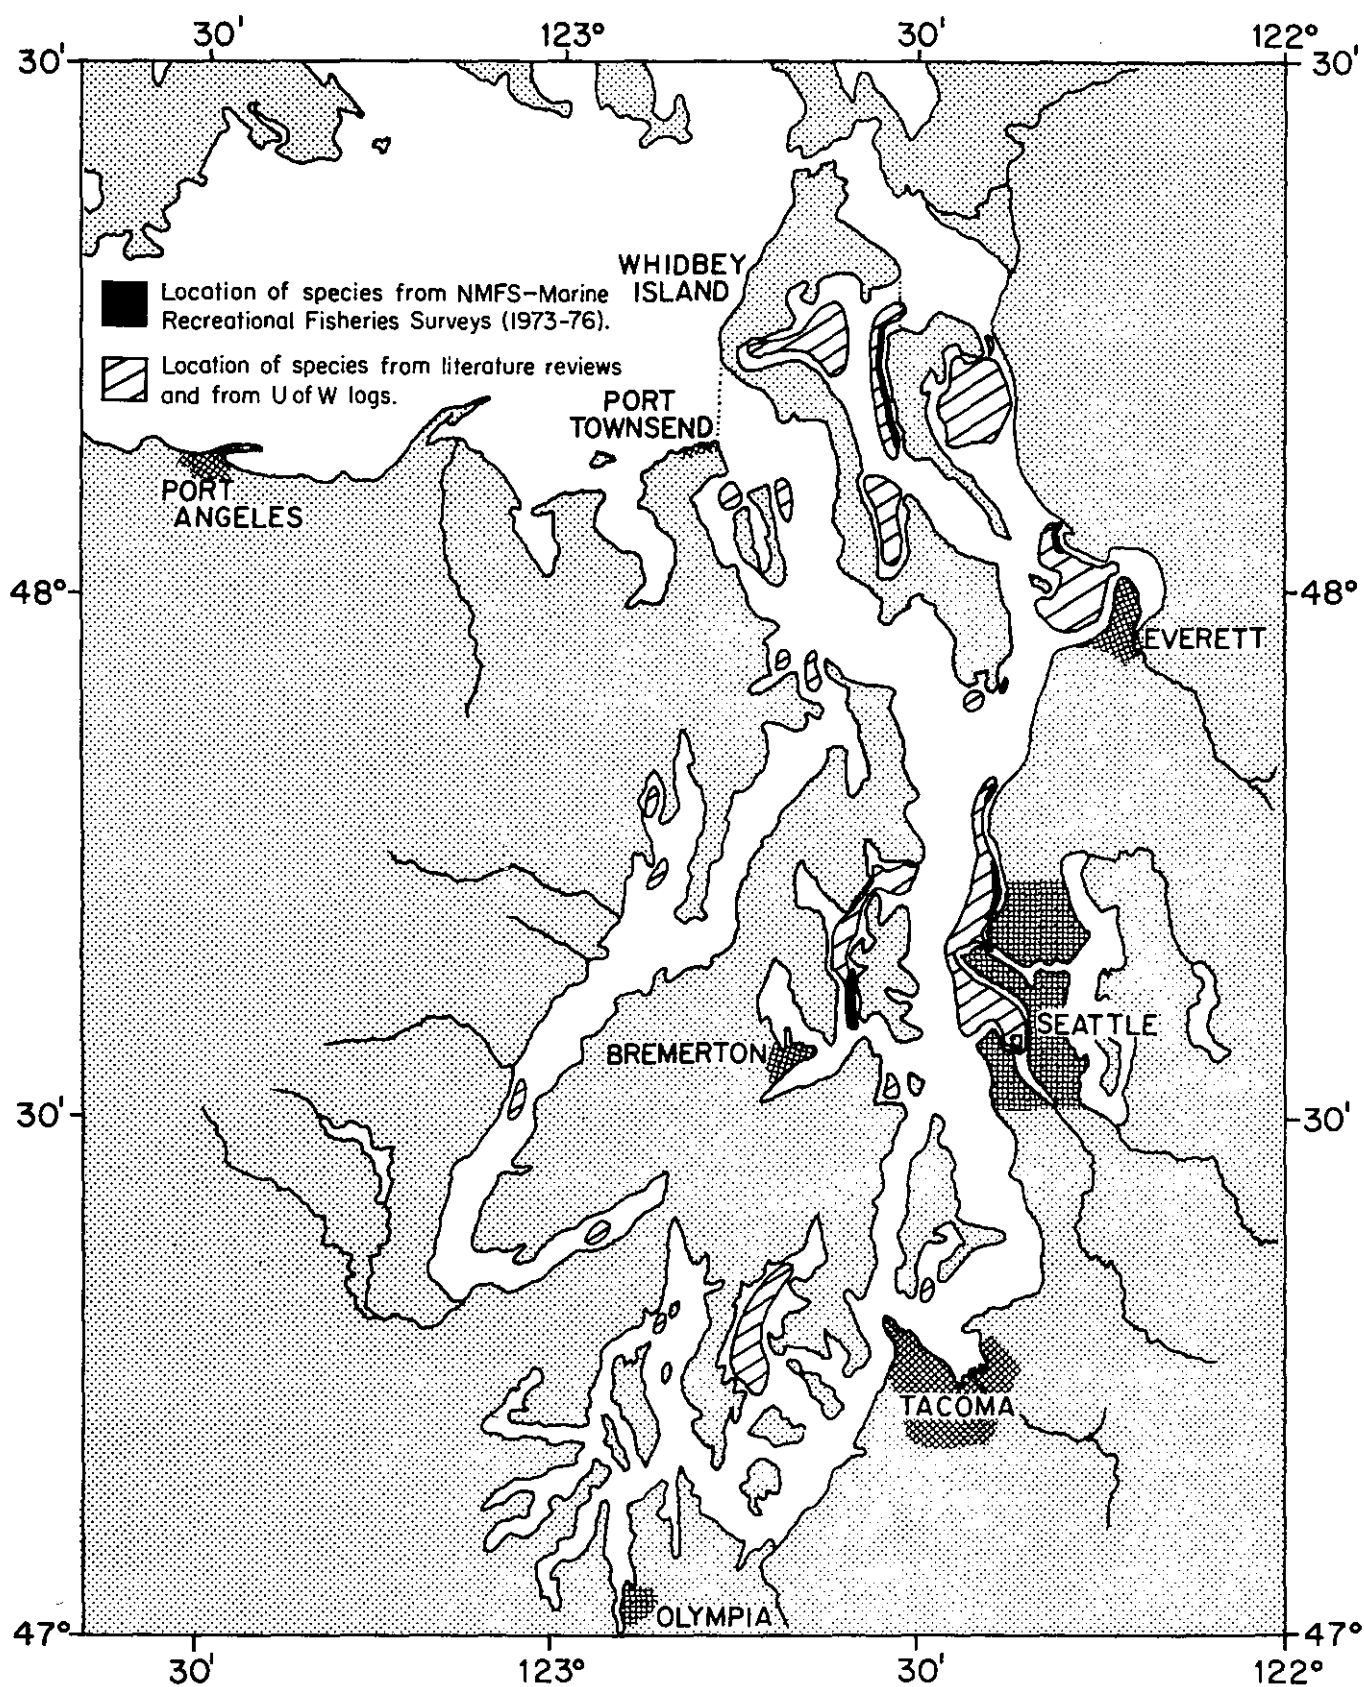 30' 123° 30' 122°
30' 30'
WHIDBEY
ISLAND
Location of species from NMFS-Marine
Recreational Fisheries Surveys (1973-76).
Location of species from literature reviews
and from U of W logs.
PORT
TOWNSEND
PORT
ANGELES
48° 48°
EVERETT
SEATTLE
BREMERTON
30' 30'
TACOMA
OLYMPIA
47° 47°
30' 123° 30' 122°